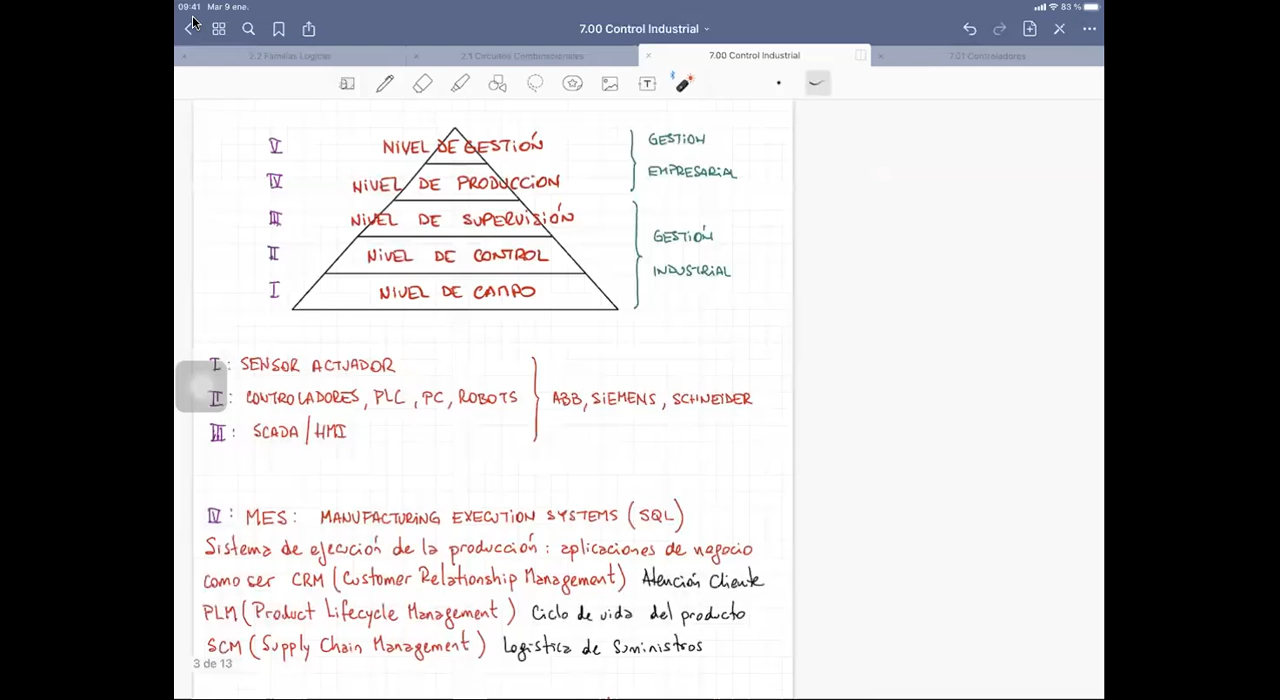 09:41 Mar 9 ene. 83 %
7.00 Control Industrial
2.2 Familias Logicas 2.1 Circuitos Combinacionales 7.00 Control Industrial 7.01 Controladores
V NIVEL DE GESTIÓN
IV NIVEL DE PRODUCCION
III NIVEL DE SUPERVISIÓN
II NIVEL DE CONTROL
I NIVEL DE CAMPO
GESTION
EMPRESARIAL
GESTIÓN
INDUSTRIAL
I: SENSOR ACTUADOR
II: CONTROLADORES, PLC, PC, ROBOTS
III: SCADA/HMI
ABB, SIEMENS, SCHNEIDER
IV: MES: MANUFACTURING EXECUTION SYSTEMS (SQL)
Sistema de ejecución de la producción: aplicaciones de negocio
como ser CRM (Customer Relationship Management) Atención Cliente
PLM (Product Lifecycle Management) Ciclo de vida del producto
SCM (Supply Chain Management) Logística de Suministros
3 de 13